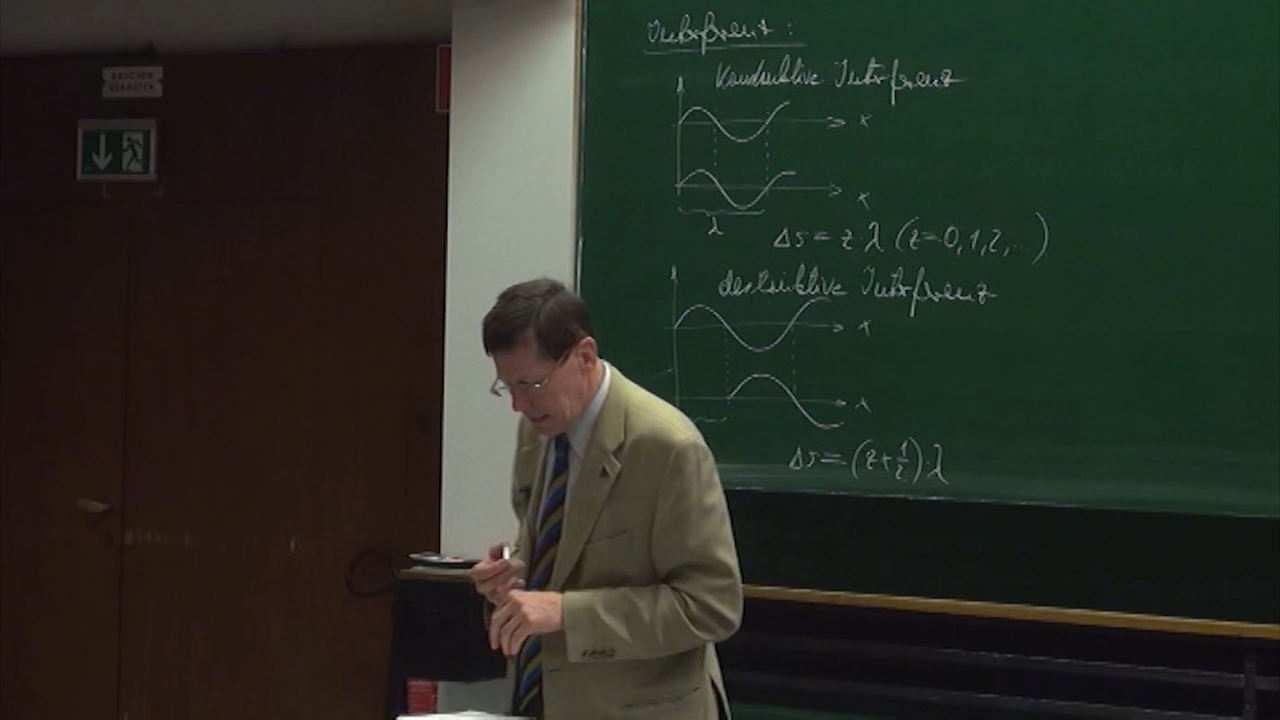 RAUCHEN
VERBOTEN
Interferenz:
Konstruktive Interferenz
x
x
λ
Δs = z·λ (z=0,1,2,..)
destruktive Interferenz
x
x
Δs = (z+1/2)·λ